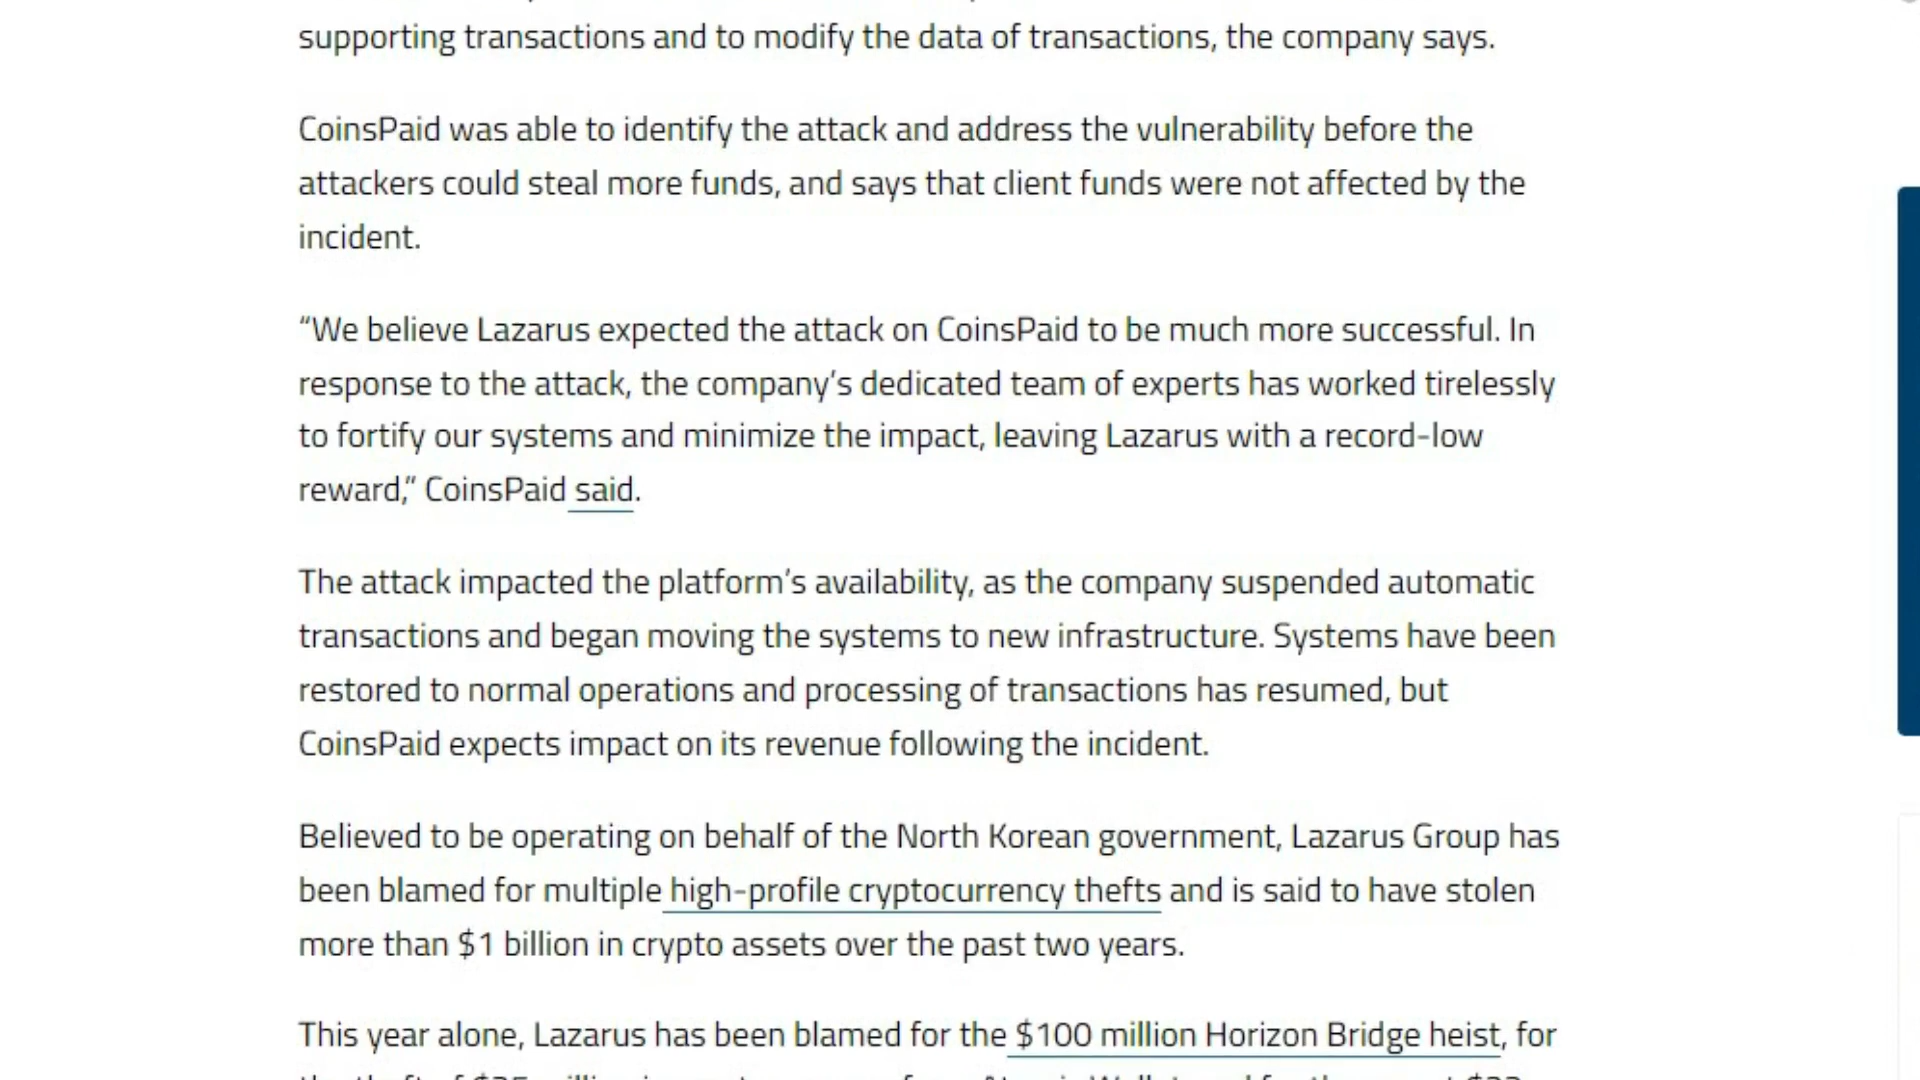 supporting transactions and to modify the data of transactions, the company says.
CoinsPaid was able to identify the attack and address the vulnerability before the
attackers could steal more funds, and says that client funds were not affected by the
incident.
“We believe Lazarus expected the attack on CoinsPaid to be much more successful. In
response to the attack, the company’s dedicated team of experts has worked tirelessly
to fortify our systems and minimize the impact, leaving Lazarus with a record-low
reward,” CoinsPaid said.
The attack impacted the platform’s availability, as the company suspended automatic
transactions and began moving the systems to new infrastructure. Systems have been
restored to normal operations and processing of transactions has resumed, but
CoinsPaid expects impact on its revenue following the incident.
Believed to be operating on behalf of the North Korean government, Lazarus Group has
been blamed for multiple high-profile cryptocurrency thefts and is said to have stolen
more than $1 billion in crypto assets over the past two years.
This year alone, Lazarus has been blamed for the $100 million Horizon Bridge heist, for